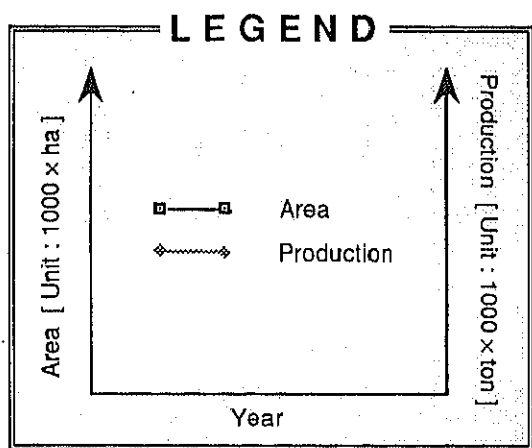 LEGEND
Area [ Unit : 1000 × ha ]
Area
Production
Production [ Unit : 1000 × ton ]
Year